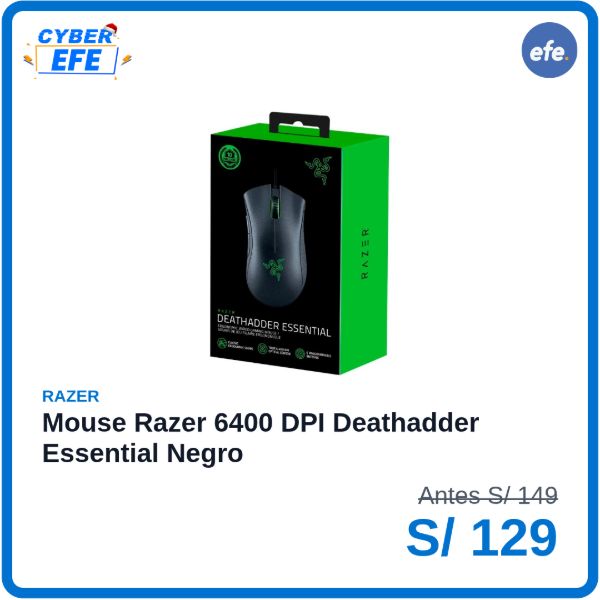 CYBER
EFE
efe.
RAZER
RAZER
DEATHADDER ESSENTIAL
RAZER
Mouse Razer 6400 DPI Deathadder
Essential Negro
Antes S/ 149
S/ 129